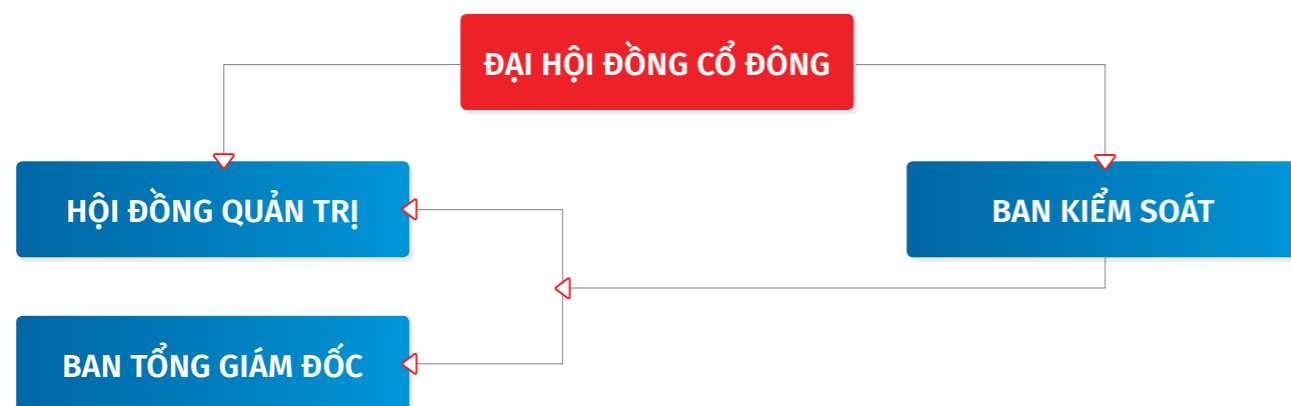 ĐẠI HỘI ĐỒNG CỔ ĐÔNG
HỘI ĐỒNG QUẢN TRỊ
BAN KIỂM SOÁT
BAN TỔNG GIÁM ĐỐC